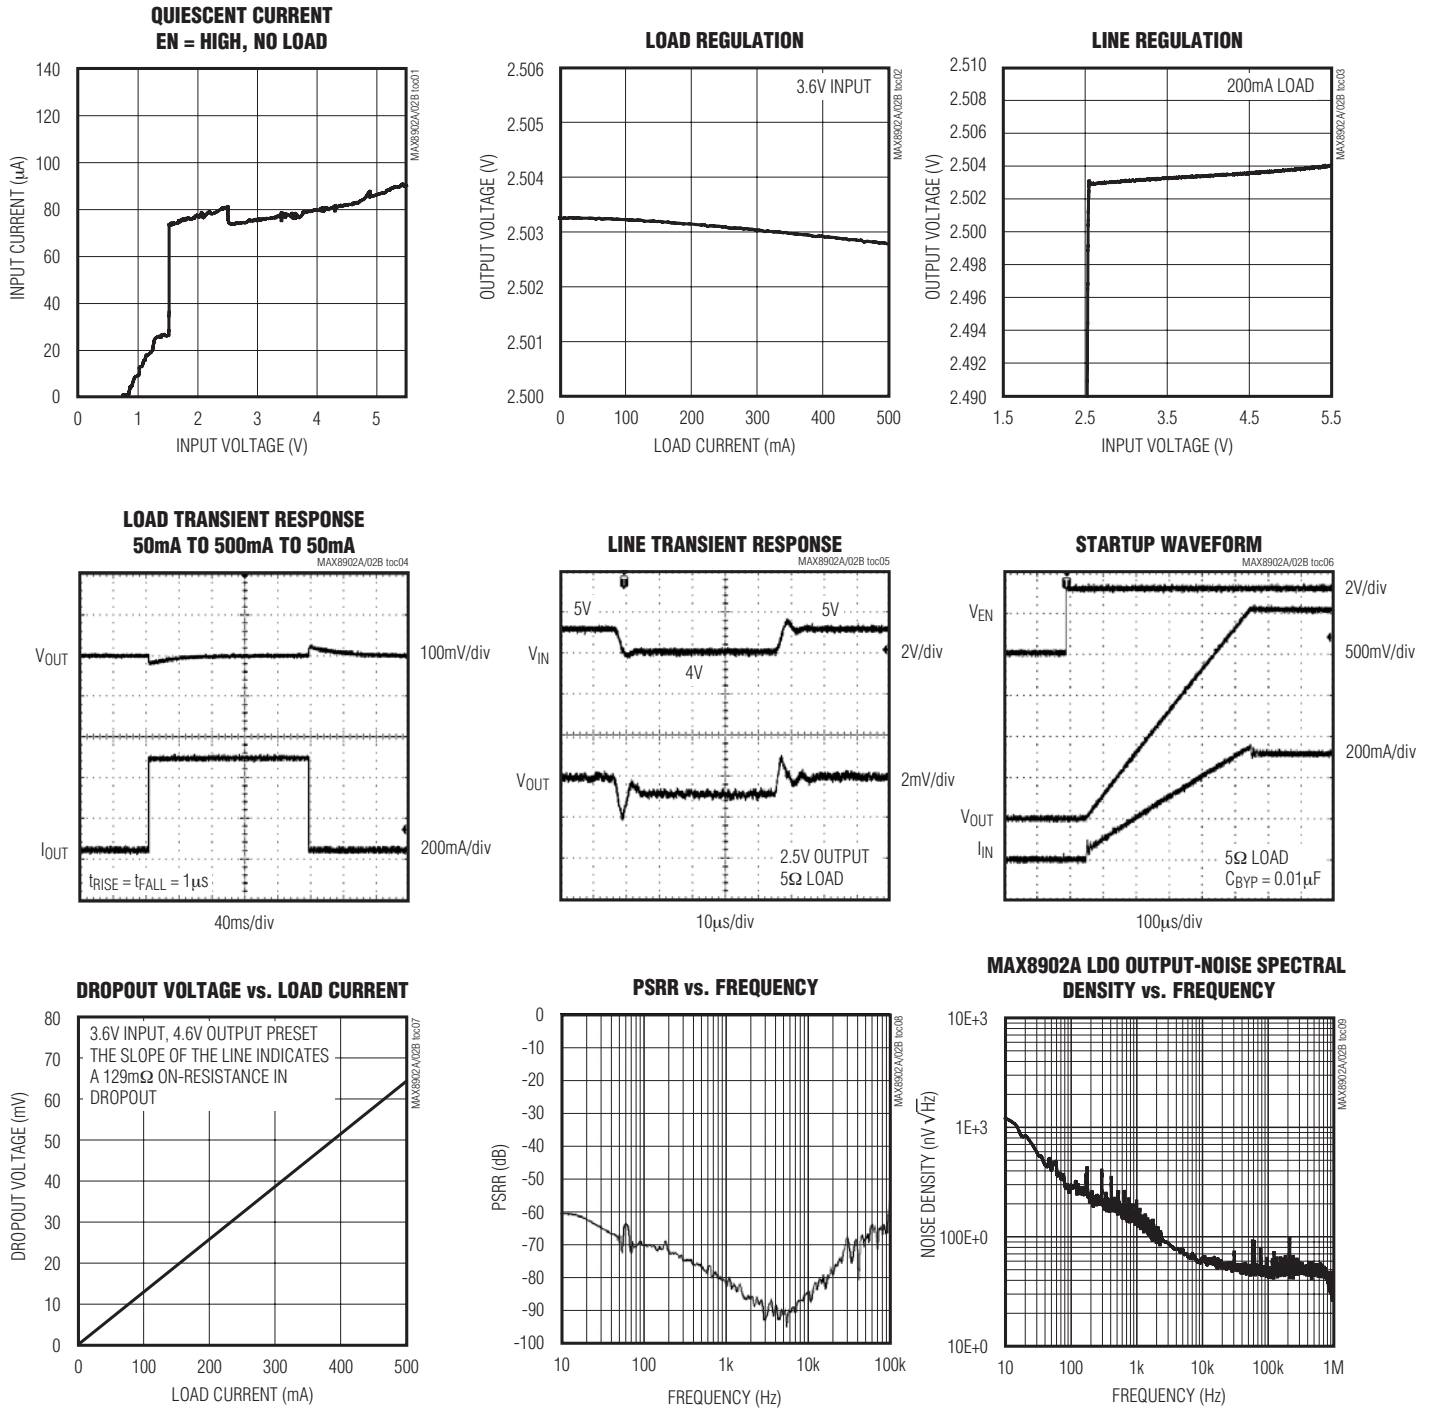 QUIESCENT CURRENT
EN = HIGH, NO LOAD
MAX8902A/02B toc01
INPUT CURRENT (μA)
140
120
100
80
60
40
20
0
0 1 2 3 4 5
INPUT VOLTAGE (V)
LOAD REGULATION
MAX8902A/02B toc02
3.6V INPUT
OUTPUT VOLTAGE (V)
2.506
2.505
2.504
2.503
2.502
2.501
2.500
0 100 200 300 400 500
LOAD CURRENT (mA)
LINE REGULATION
MAX8902A/02B toc03
200mA LOAD
OUTPUT VOLTAGE (V)
2.510
2.508
2.506
2.504
2.502
2.500
2.498
2.496
2.494
2.492
2.490
1.5 2.5 3.5 4.5 5.5
INPUT VOLTAGE (V)
LOAD TRANSIENT RESPONSE
50mA TO 500mA TO 50mA
MAX8902A/02B toc04
VOUT
100mV/div
IOUT
200mA/div
tRISE = tFALL = 1μs
40ms/div
LINE TRANSIENT RESPONSE
MAX8902A/02B toc05
5V
5V
VIN
2V/div
4V
VOUT
2mV/div
2.5V OUTPUT
5Ω LOAD
10μs/div
STARTUP WAVEFORM
MAX8902A/02B toc06
2V/div
VEN
500mV/div
200mA/div
VOUT
IIN
5Ω LOAD
CBYP = 0.01μF
100μs/div
DROPOUT VOLTAGE vs. LOAD CURRENT
MAX8902A/02B toc07
3.6V INPUT, 4.6V OUTPUT PRESET
THE SLOPE OF THE LINE INDICATES
A 129mΩ ON-RESISTANCE IN
DROPOUT
DROPOUT VOLTAGE (mV)
80
70
60
50
40
30
20
10
0
0 100 200 300 400 500
LOAD CURRENT (mA)
PSRR vs. FREQUENCY
MAX8902A/02B toc08
PSRR (dB)
0
-10
-20
-30
-40
-50
-60
-70
-80
-90
-100
10 100 1k 10k 100k
FREQUENCY (Hz)
MAX8902A LDO OUTPUT-NOISE SPECTRAL
DENSITY vs. FREQUENCY
MAX8902A/02B toc09
NOISE DENSITY (nV √Hz)
10E+3
1E+3
100E+0
10E+0
10 100 1k 10k 100k 1M
FREQUENCY (Hz)